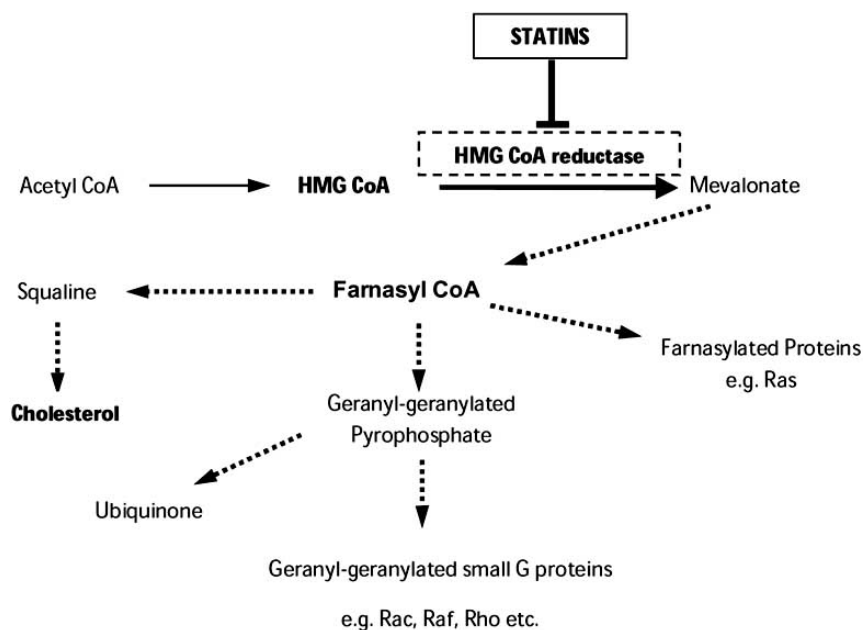 STATINS
HMG CoA reductase
Acetyl CoA
HMG CoA
Mevalonate
Squaline
Farnasyl CoA
Farnasylated Proteins
e.g. Ras
Cholesterol
Geranyl-geranylated
Pyrophosphate
Ubiquinone
Geranyl-geranylated small G proteins
e.g. Rac, Raf, Rho etc.